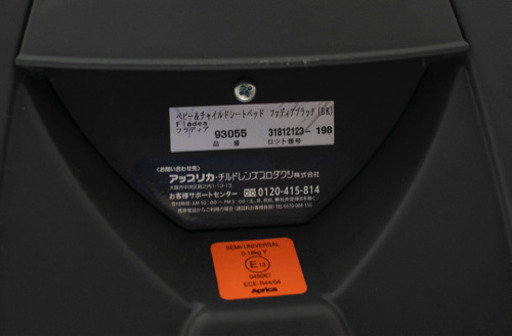 ベビー&チャイルドシートベッド フラディアブラック(BK)
Fladea
フラディア
93055
31812123-198
品番
ロット番号
〈お問い合わせ先〉
アップリカ・チルドレンズプロダクツ株式会社
お客様サポートセンター 0120-415-814
SEMI-UNIVERSAL
0-18kg Y
E 13
045087
ECE-R44/04
Aprica